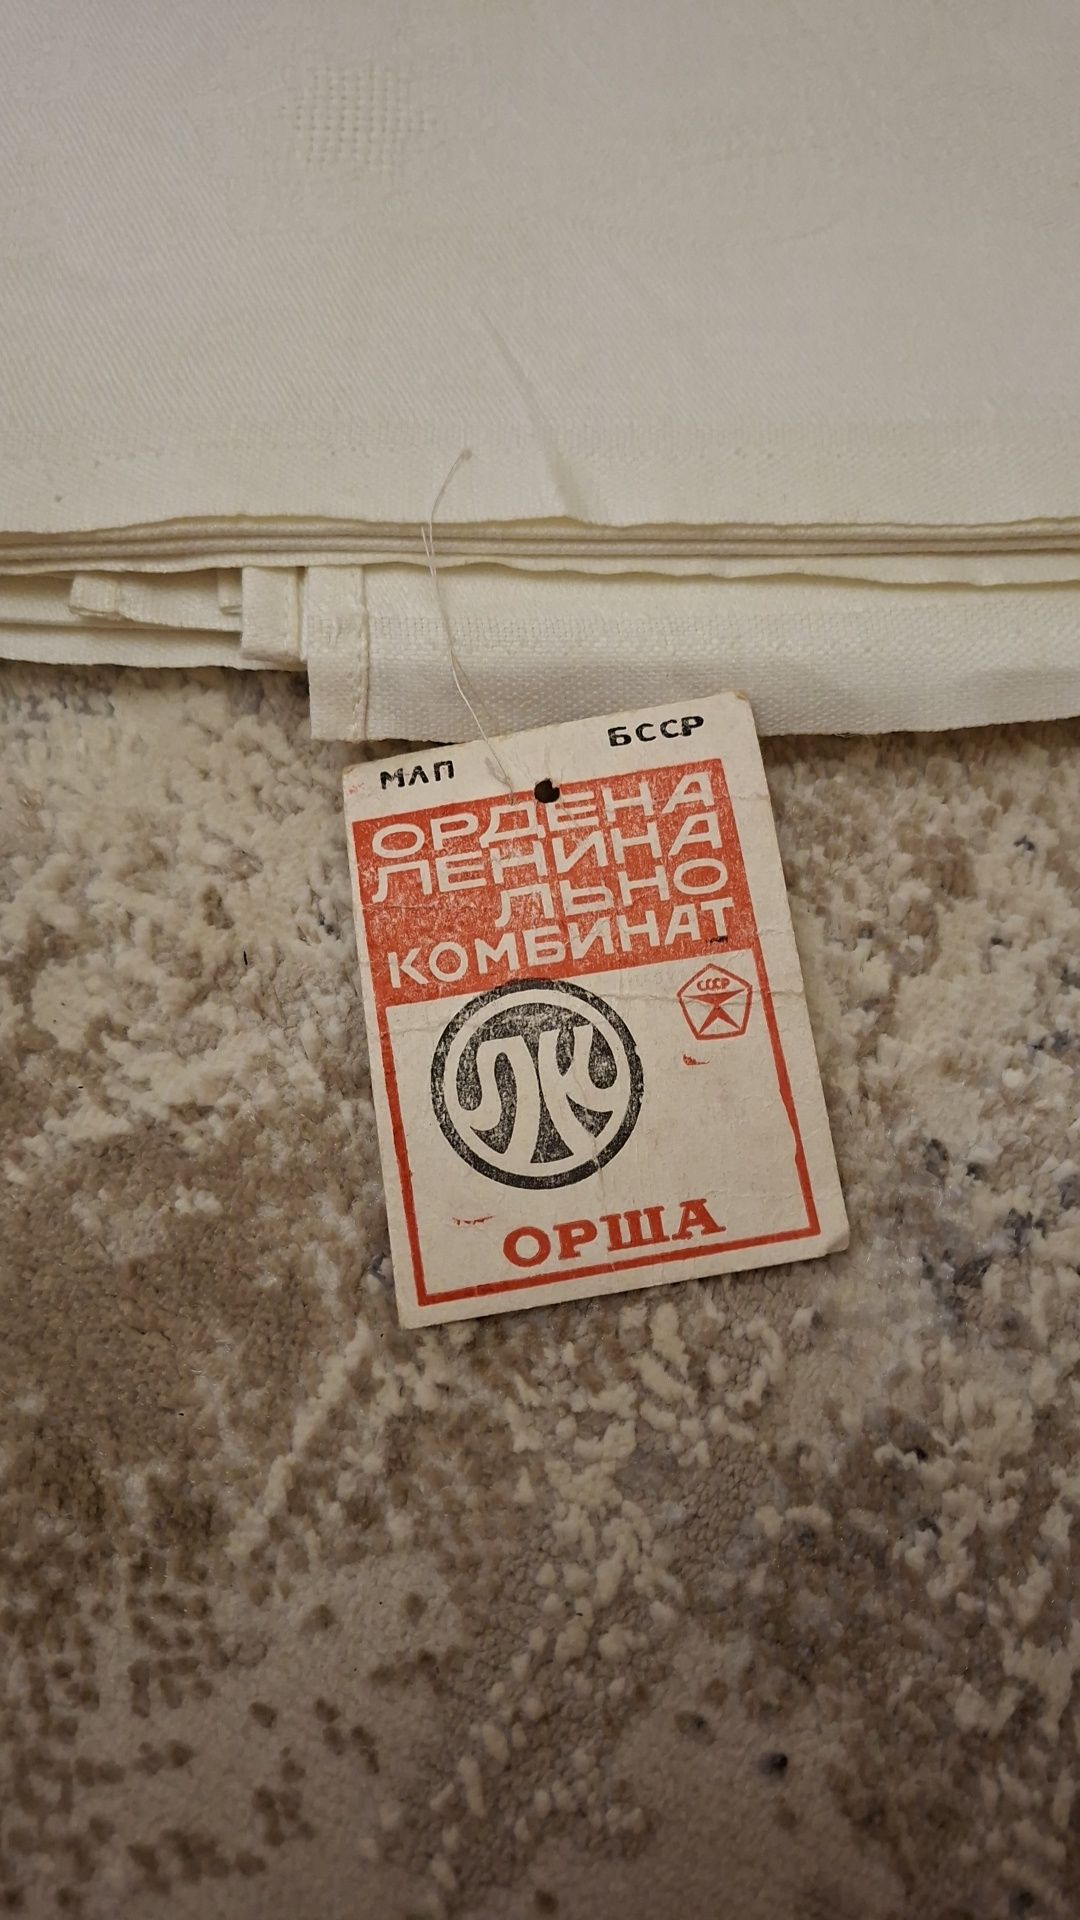 МЛП БССР
ОРДЕНА
ЛЕНИНА
ЛЬНО
КОМБИНАТ
СССР
ЛК
ОРША